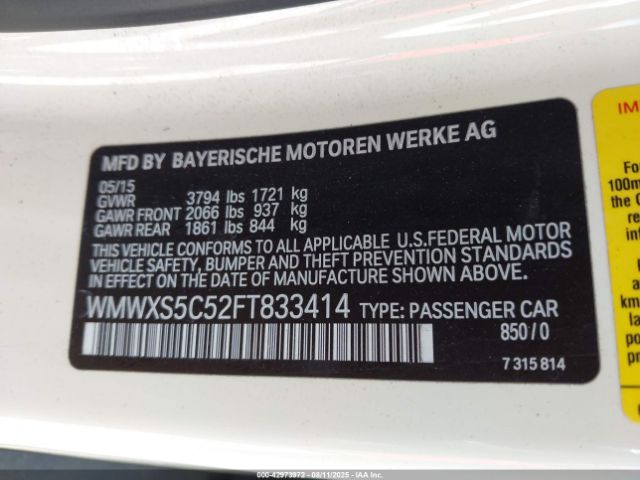 MFD BY BAYERISCHE MOTOREN WERKE AG
05/15
GVWR 3794 lbs 1721 kg
GAWR FRONT 2066 lbs 937 kg
GAWR REAR 1861 lbs 844 kg
THIS VEHICLE CONFORMS TO ALL APPLICABLE U.S.FEDERAL MOTOR
VEHICLE SAFETY, BUMPER AND THEFT PREVENTION STANDARDS
IN EFFECT ON THE DATE OF MANUFACTURE SHOWN ABOVE.
WMWXS5C52FT833414 TYPE: PASSENGER CAR
850/0
7 315 814
100m
000-42973972 - 08/11/2025 - Copyright IAA, Inc.